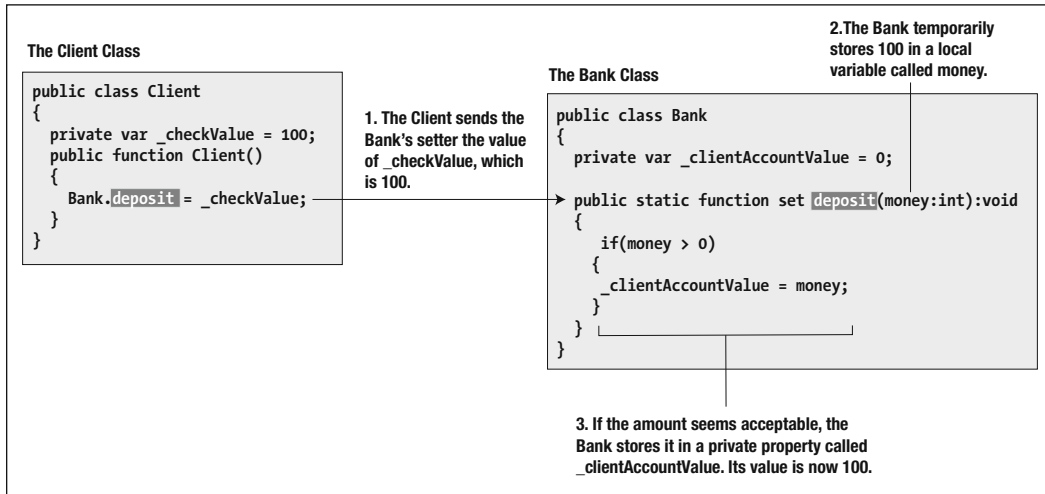 The Client Class
public class Client
{
private var _checkValue = 100;
public function Client()
{
Bank.deposit = _checkValue;
}
}
1. The Client sends the
Bank's setter the value
of _checkValue, which
is 100.
2.The Bank temporarily
stores 100 in a local
variable called money.
The Bank Class
public class Bank
{
private var _clientAccountValue = 0;
public static function set deposit(money:int):void
{
if(money > 0)
{
_clientAccountValue = money;
}
}
}
3. If the amount seems acceptable, the
Bank stores it in a private property called
_clientAccountValue. Its value is now 100.